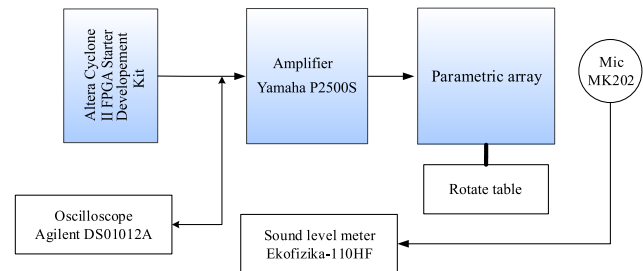 Altera Cyclone
II FPGA Starter
Developement
Kit
Amplifier
Yamaha P2500S
Parametric array
Mic
MK202
Rotate table
Oscilloscope
Agilent DS01012A
Sound level meter
Ekofizika-110HF